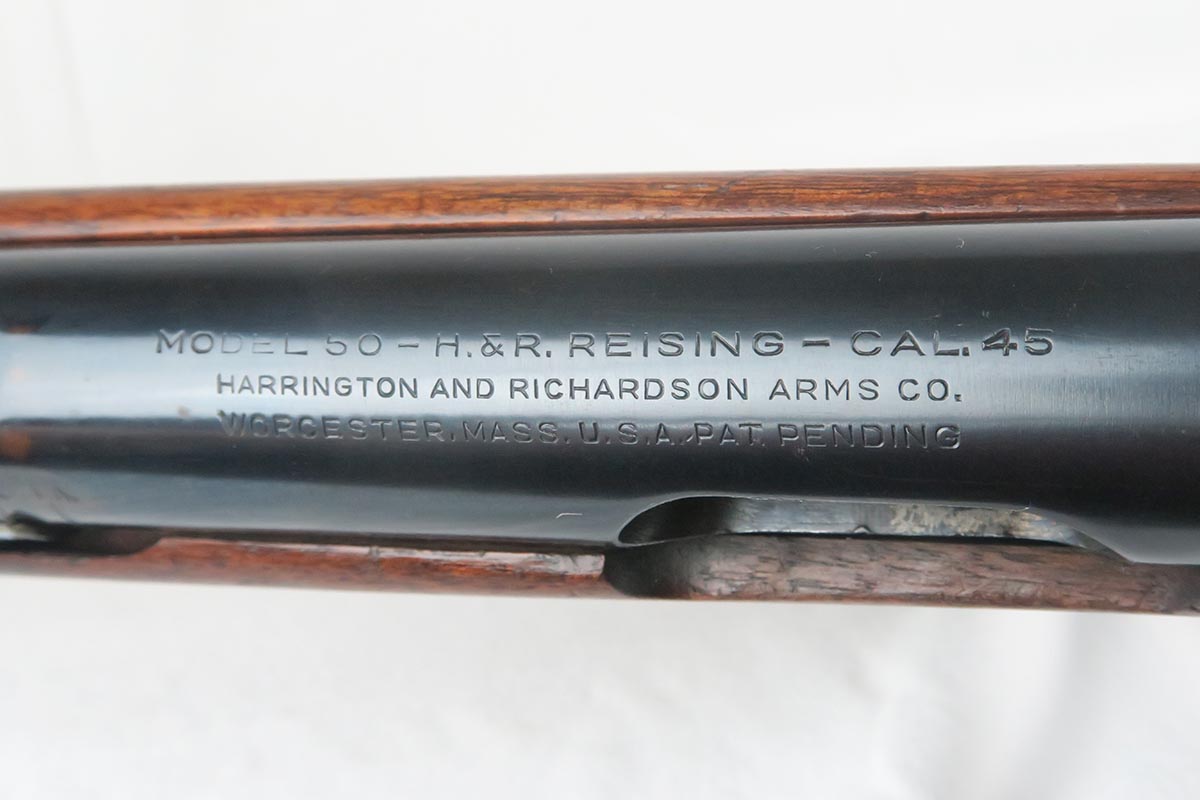 MODEL 50 - H.&R. REISING - CAL. 45
HARRINGTON AND RICHARDSON ARMS CO.
WORCESTER, MASS. U.S.A. PAT. PENDING